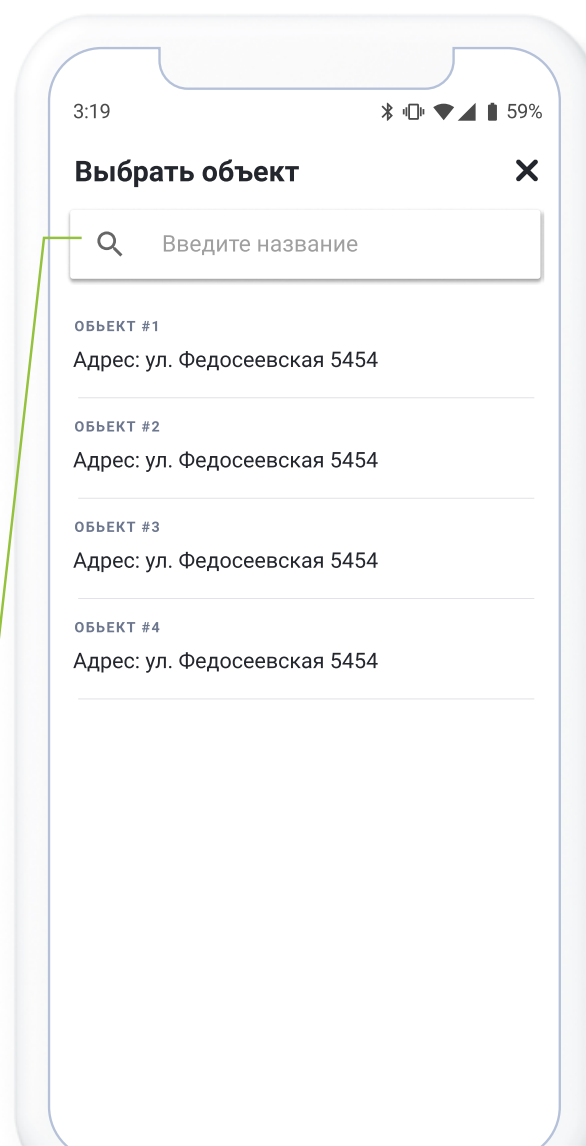 3:19
59%
Выбрать объект
Введите название
ОБЬЕКТ #1
Адрес: ул. Федосеевская 5454
ОБЬЕКТ #2
Адрес: ул. Федосеевская 5454
ОБЬЕКТ #3
Адрес: ул. Федосеевская 5454
ОБЬЕКТ #4
Адрес: ул. Федосеевская 5454